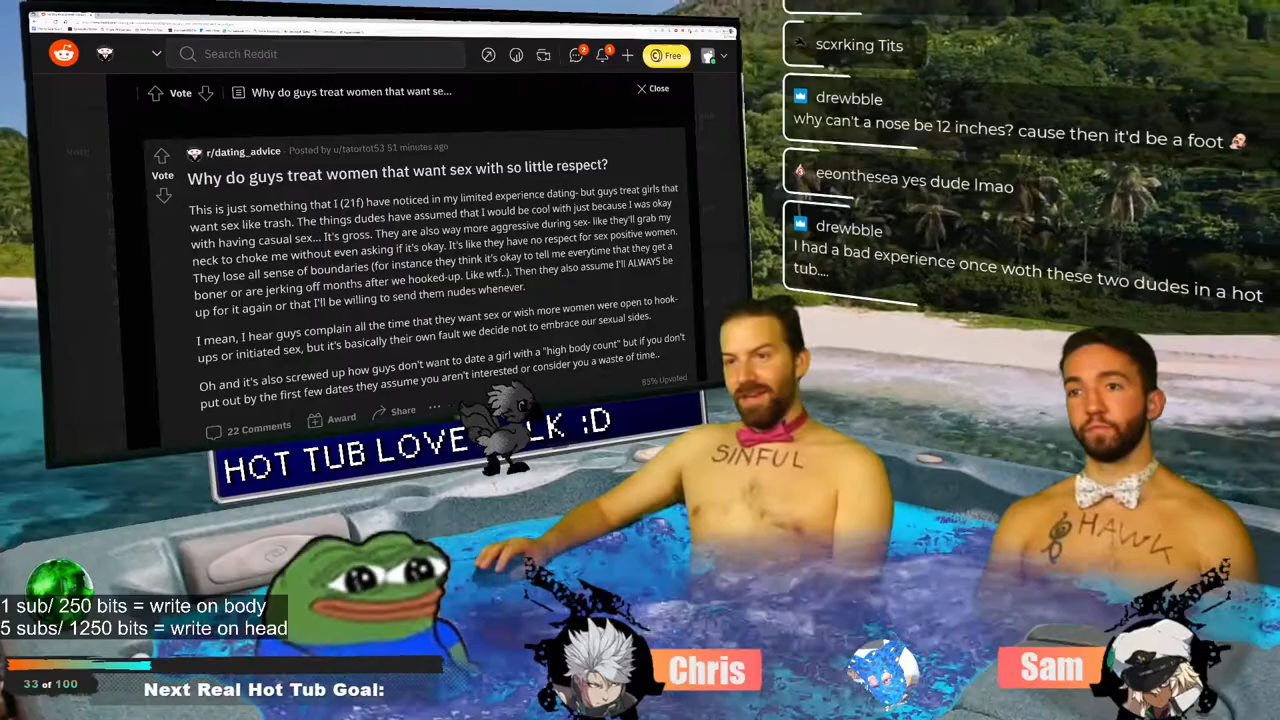 Search Reddit
2
1
Free
Vote
Why do guys treat women that want se...
Close
r/dating_advice · Posted by u/tatortot53 51 minutes ago
Vote
Why do guys treat women that want sex with so little respect?
This is just something that I (21f) have noticed in my limited experience dating- but guys treat girls that
want sex like trash. The things dudes have assumed that I would be cool with just because I was okay
with having casual sex... It's gross. They are also way more aggressive during sex- like they'll grab my
neck to choke me without even asking if it's okay. It's like they have no respect for sex positive women.
They lose all sense of boundaries (for instance they think it's okay to tell me everytime that they get a
boner or are jerking off months after we hooked-up. Like wtf..). Then they also assume I'll ALWAYS be
up for it again or that I'll be willing to send them nudes whenever.
I mean, I hear guys complain all the time that they want sex or wish more women were open to hook-
ups or initiated sex, but it's basically their own fault we decide not to embrace our sexual sides.
Oh and it's also screwed up how guys don't want to date a girl with a "high body count" but if you don't
put out by the first few dates they assume you aren't interested or consider you a waste of time..
85% Upvoted
22 Comments
Award
Share
HOT TUB LOVE LK :D
scxrking Tits
drewbble
why can't a nose be 12 inches? cause then it'd be a foot
eeonthesea yes dude lmao
drewbble
I had a bad experience once woth these two dudes in a hot
tub....
SINFUL
HAWK
1 sub/ 250 bits = write on body
5 subs/ 1250 bits = write on head
33 of 100
Next Real Hot Tub Goal:
Chris
Sam